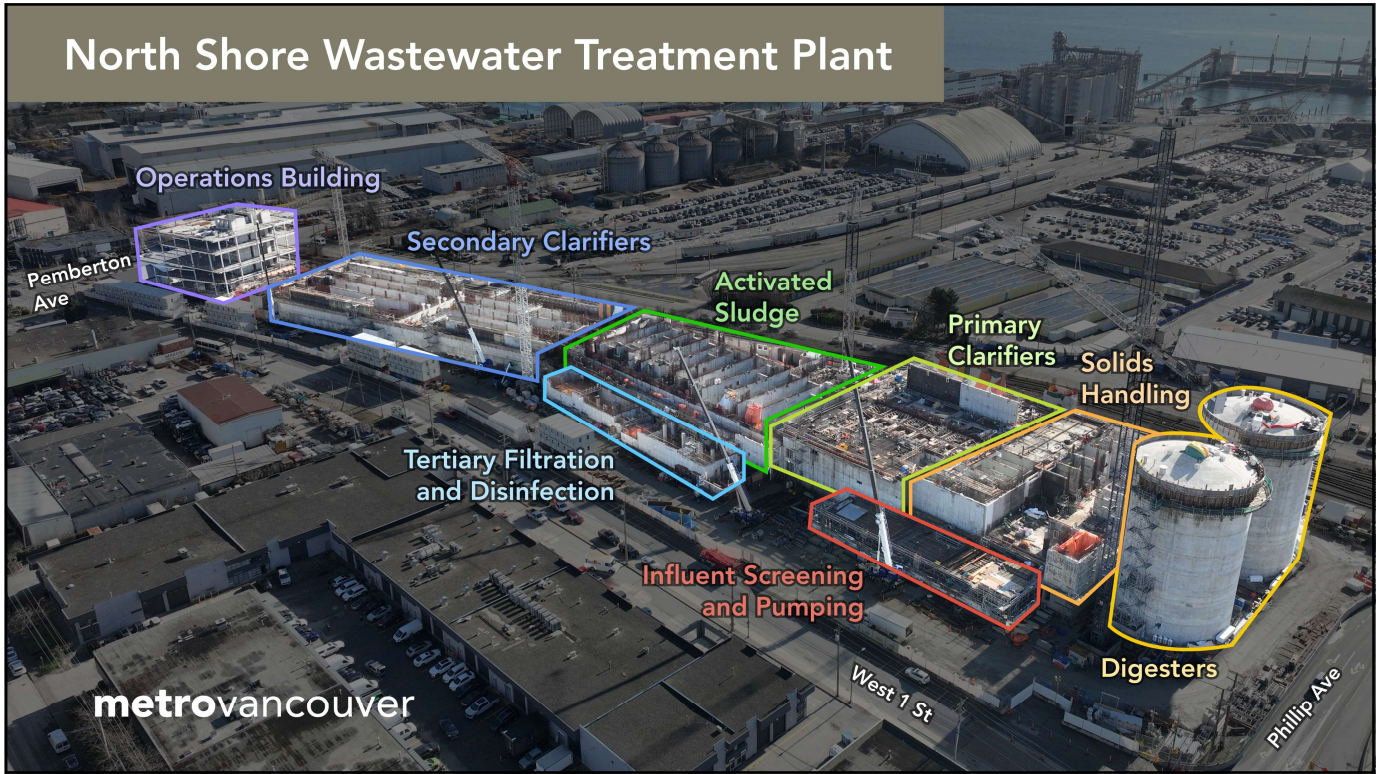 North Shore Wastewater Treatment Plant
Operations Building
Secondary Clarifiers
Pemberton
Ave
Activated
Sludge
Primary
Clarifiers
Solids
Handling
Tertiary Filtration
and Disinfection
Influent Screening
and Pumping
Digesters
West 1 St
Phillip Ave
metrovancouver